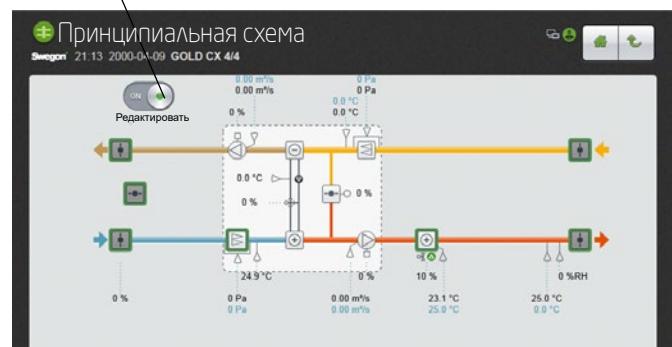 Принципиальная схема
Swegon 21:13 2000-01-09 GOLD CX 4/4
ON
Редактировать
0.00 m³/s
0.00 m³/s
0 Pa
0 Pa
0 %
0.0 °C
0.0 °C
0.0 °C
0 %
0 %
24.9 °C
0 %
10 %
0 %RH
0 %
0 Pa
0 Pa
0.00 m³/s
0.00 m³/s
23.1 °C
25.0 °C
25.0 °C
0.0 °C